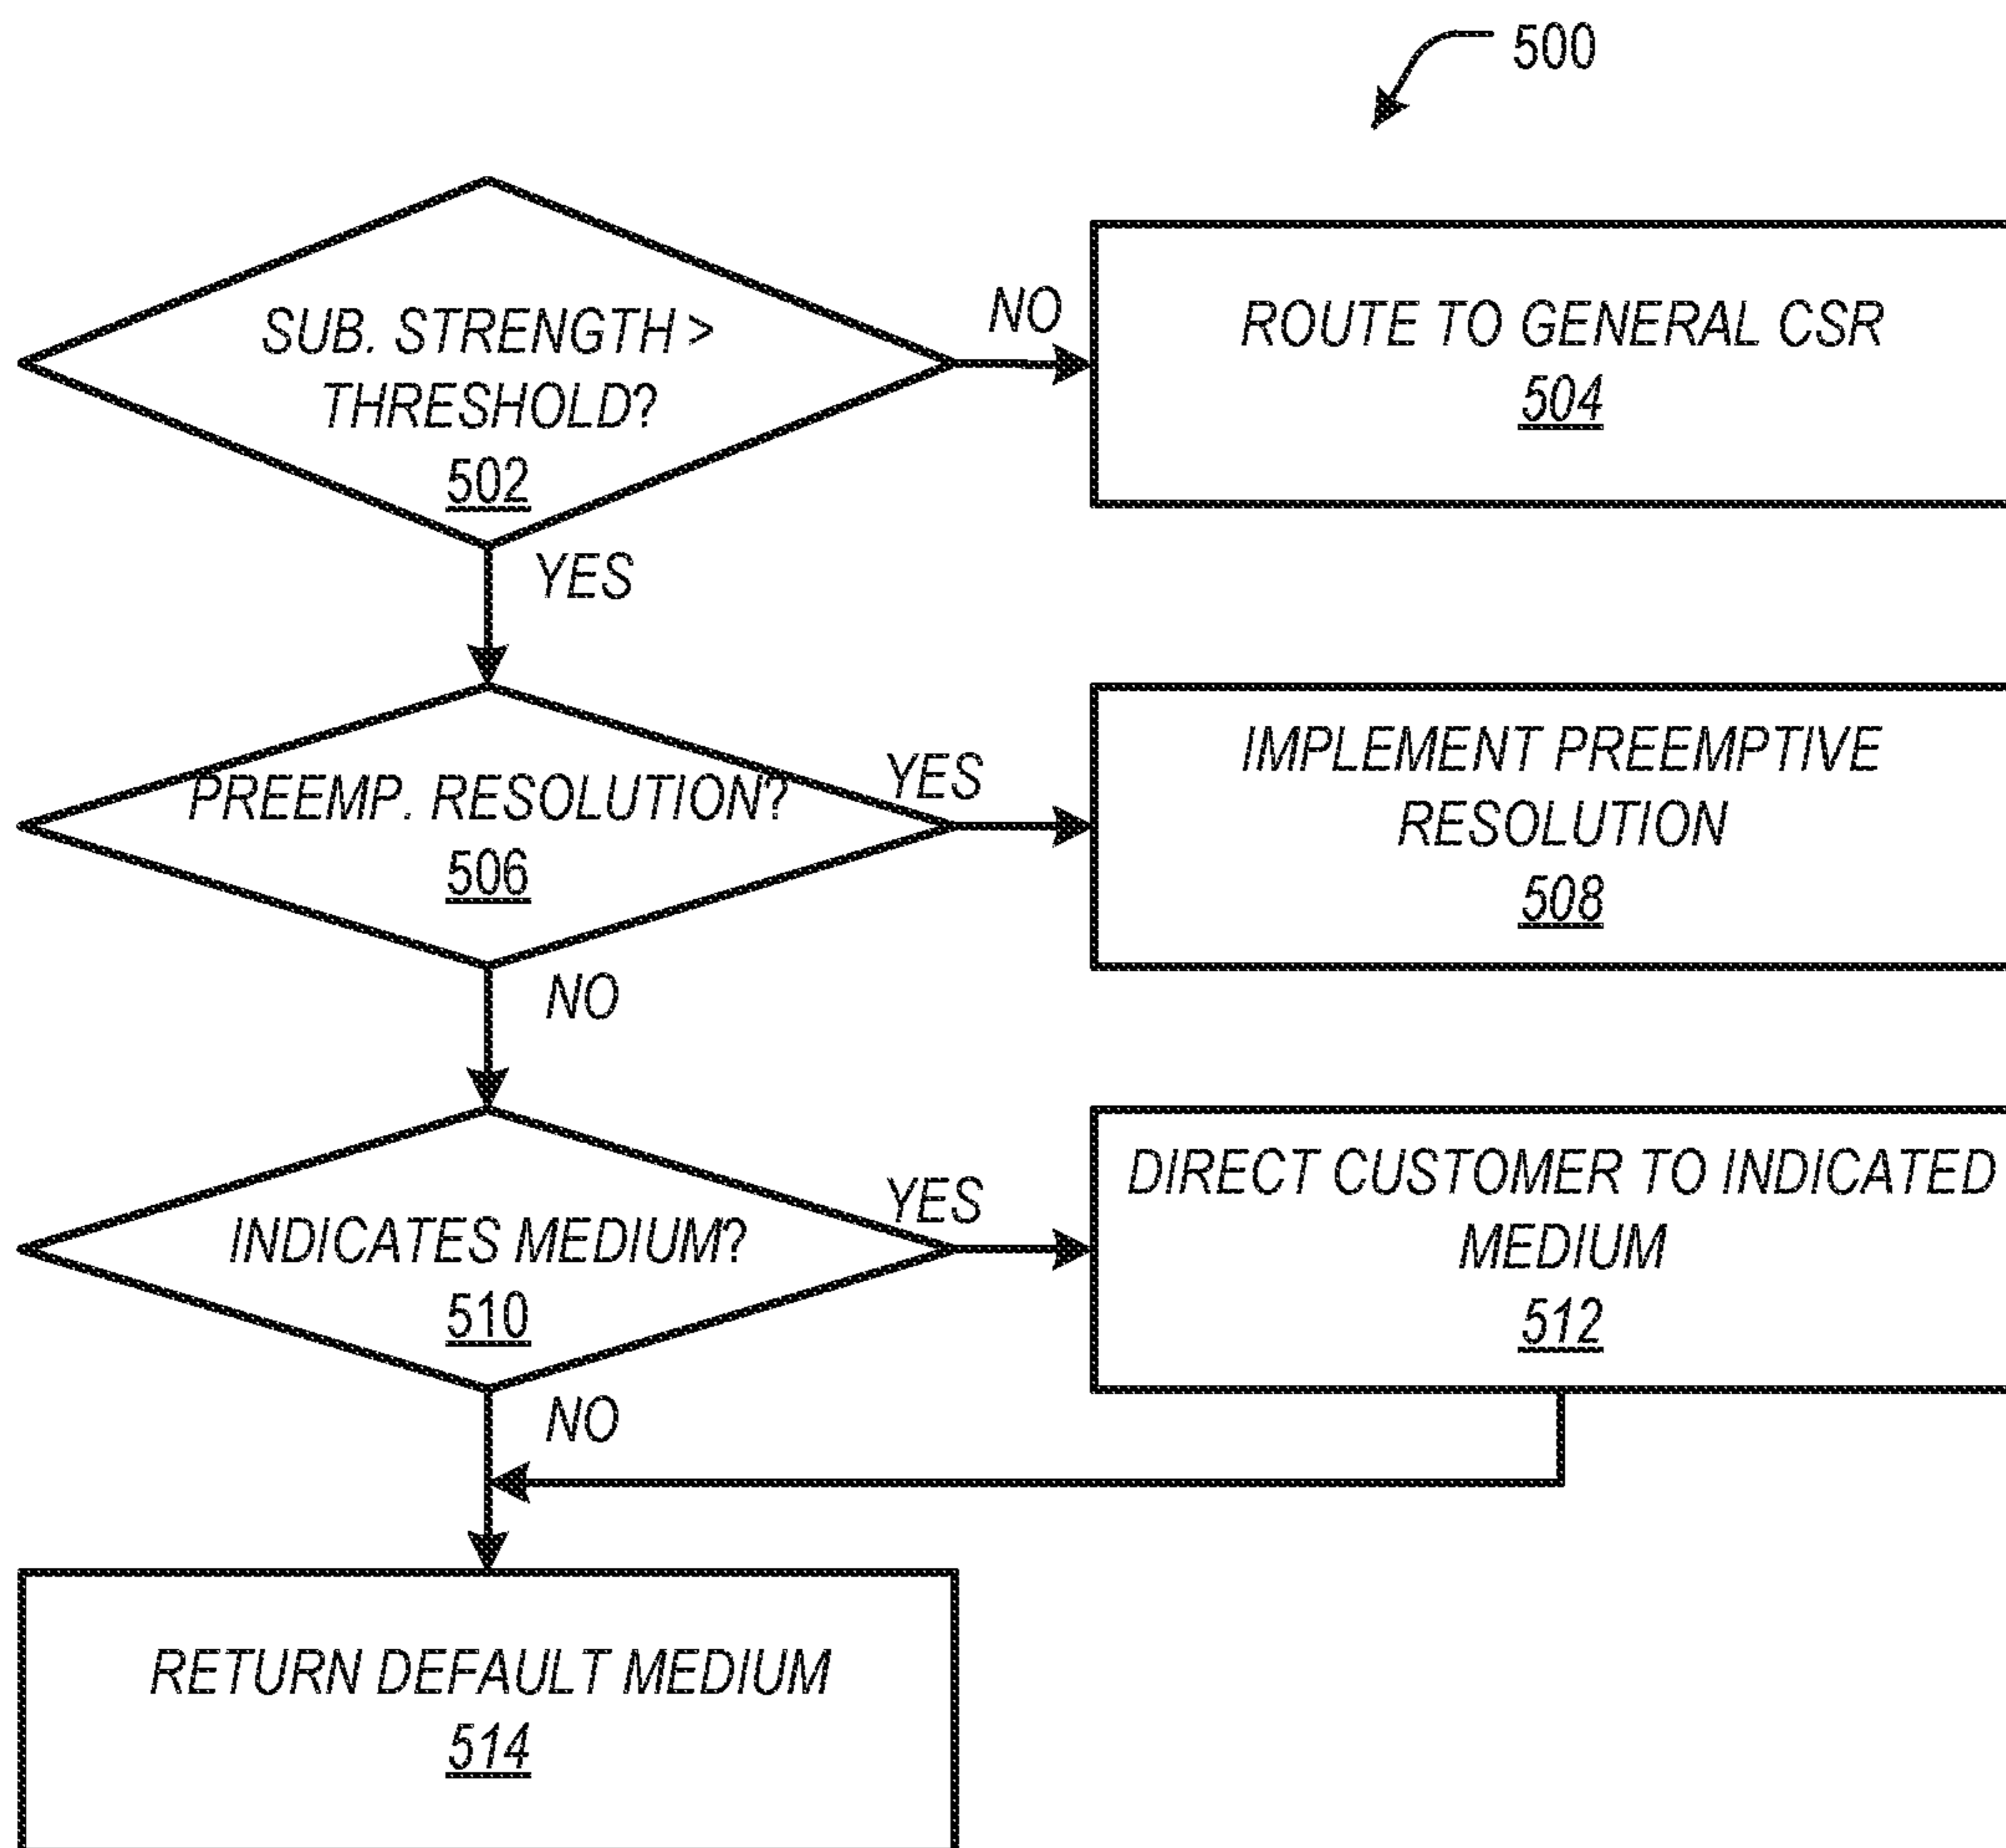 500
SUB. STRENGTH >
THRESHOLD?
502
NO
ROUTE TO GENERAL CSR
504
YES
PREEMP. RESOLUTION?
506
YES
IMPLEMENT PREEMPTIVE
RESOLUTION
508
NO
INDICATES MEDIUM?
510
YES
DIRECT CUSTOMER TO INDICATED
MEDIUM
512
NO
RETURN DEFAULT MEDIUM
514